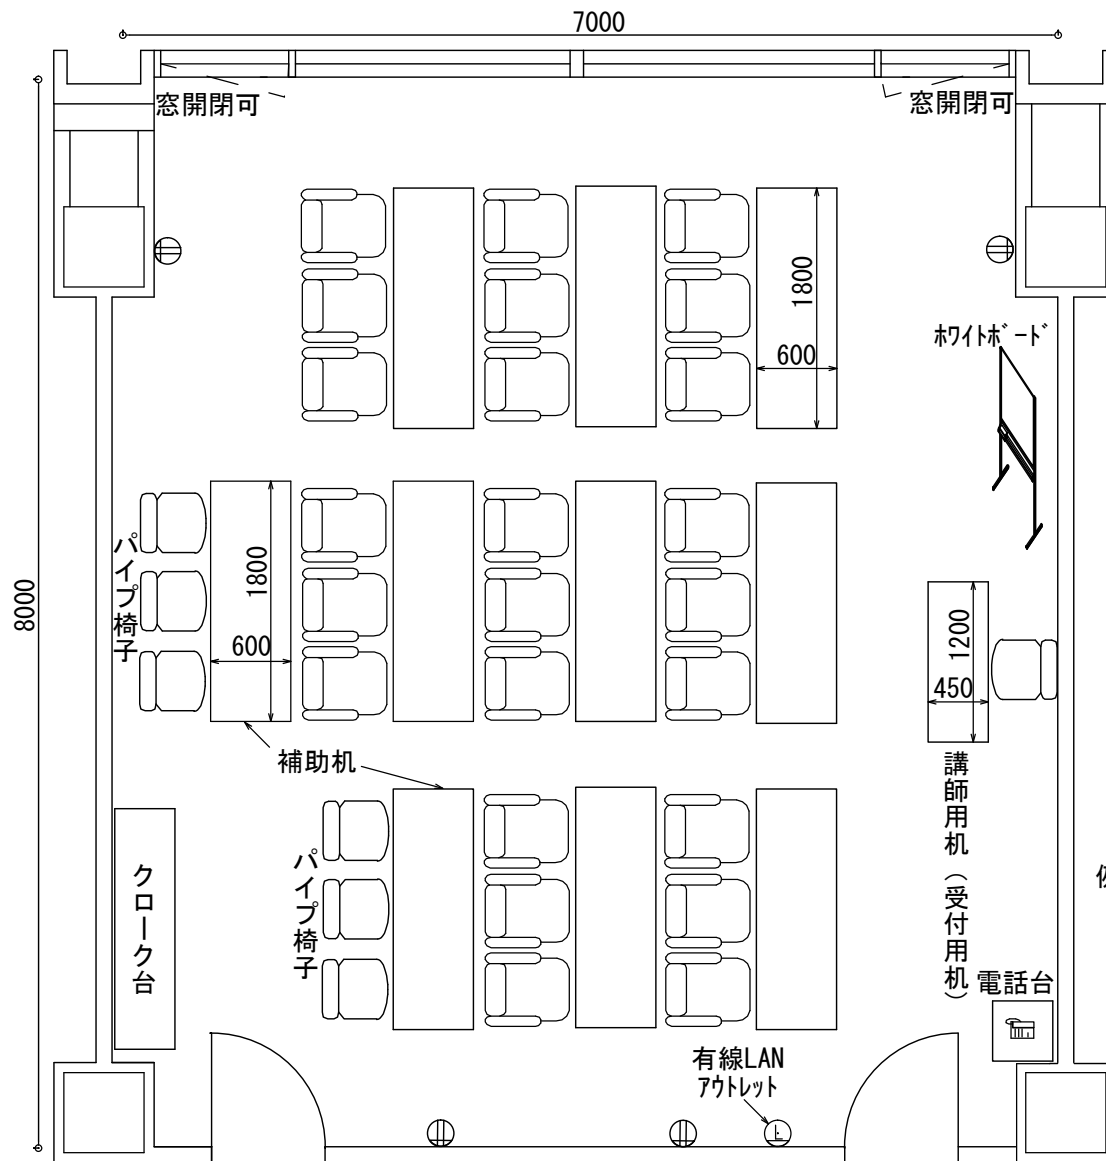 7000
窓開閉可
窓開閉可
1800
600
ホワイトボード
8000
パイプ椅子
1800
600
1200
450
補助机
講師用机（受付用机）
クローク台
パイプ椅子
電話台
有線LAN
アウトレット
L